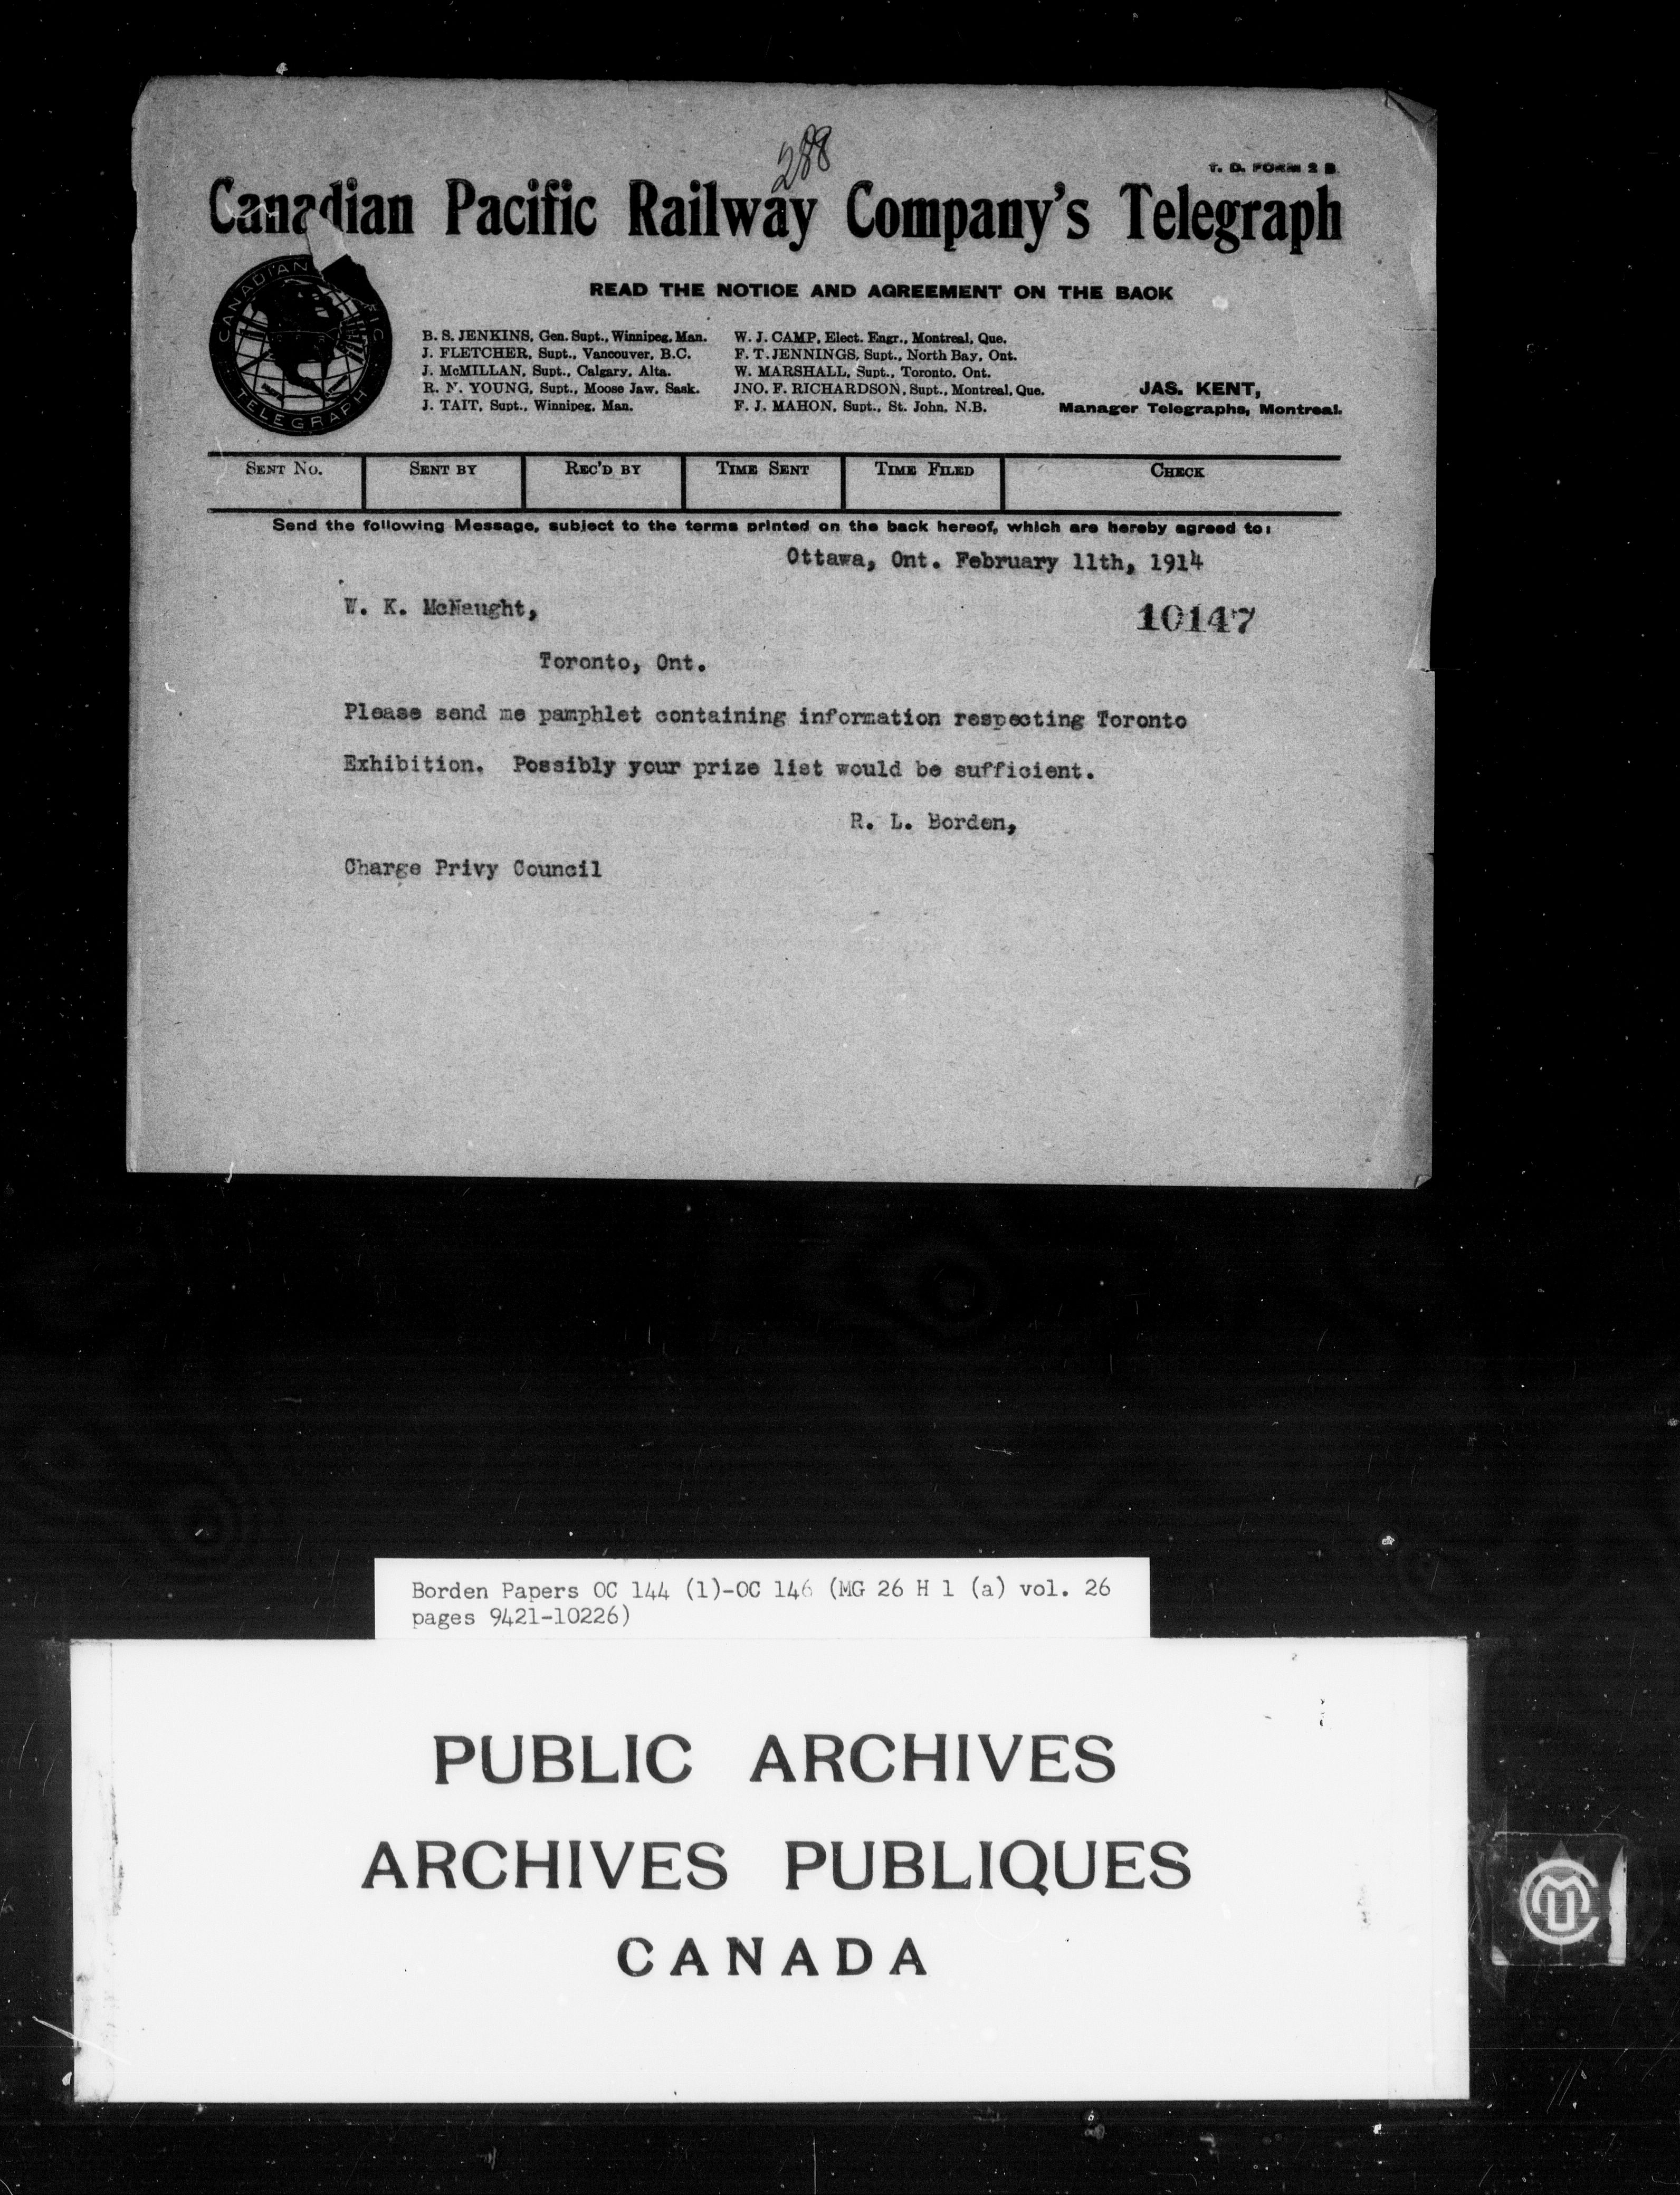 288
T. D. FORM 2 B
Canadian Pacific Railway Company's Telegraph
READ THE NOTICE AND AGREEMENT ON THE BACK
CANADIAN
TELEGRAPH
B. S. JENKINS, Gen. Supt., Winnipeg, Man.
J. FLETCHER, Supt., Vancouver, B.C.
J. McMILLAN, Supt., Calgary, Alta.
R. N. YOUNG, Supt., Moose Jaw, Sask.
J. TAIT, Supt., Winnipeg, Man.
W. J. CAMP, Elect. Engr., Montreal, Que.
F. T. JENNINGS, Supt., North Bay, Ont.
W. MARSHALL, Supt., Toronto, Ont.
JNO. F. RICHARDSON, Supt., Montreal, Que.
F. J. MAHON, Supt., St. John, N.B.
JAS. KENT,
Manager Telegraphs, Montreal.
SENT NO. SENT BY REC'D BY TIME SENT TIME FILED CHECK
Send the following Message, subject to the terms printed on the back hereof, which are hereby agreed to:
Ottawa, Ont. February 11th, 1914
W. K. McNaught,
10147
Toronto, Ont.
Please send me pamphlet containing information respecting Toronto
Exhibition. Possibly your prize list would be sufficient.
R. L. Borden,
Charge Privy Council
Borden Papers OC 144 (1)-OC 146 (MG 26 H 1 (a) vol. 26
pages 9421-10226)
PUBLIC ARCHIVES
ARCHIVES PUBLIQUES
CANADA